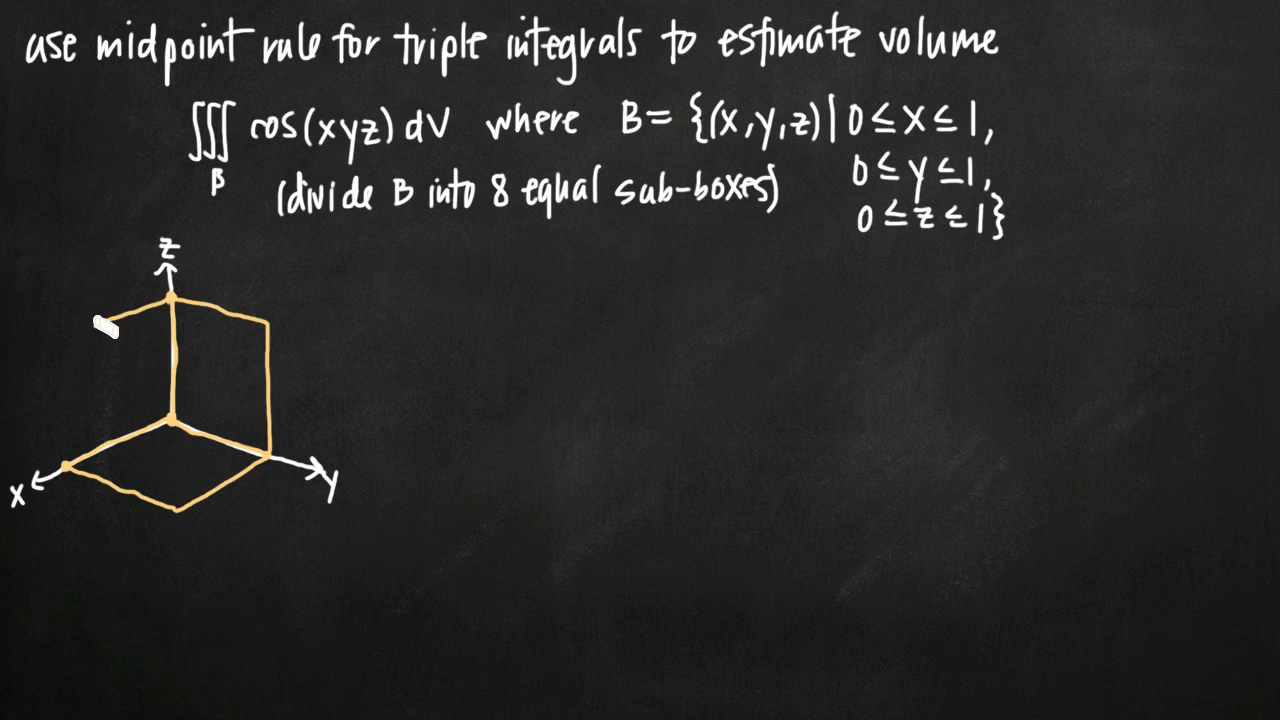 use midpoint rule for triple integrals to estimate volume
∭ cos(xyz) dV where B= {(x,y,z)| 0≤x≤1,
B (divide B into 8 equal sub-boxes) 0≤y≤1,
0≤z≤1}
z
x
y